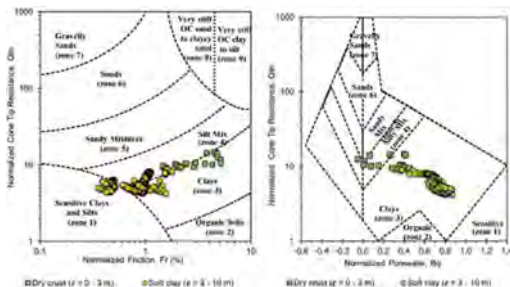 1000
100
10
1
0.1
1
10
Normalized Cone Tip Resistance, Qtn
Normalized Friction, Fr (%)
Gravelly
Sands
(zone 7)
Very stiff
OC sand
to clayey
sand
(zone 8)
Very stiff
OC clay
to silt
(zone 9)
Sands
(zone 6)
Sandy Mixtures
(zone 5)
Silt Mix
(zone 4)
Clays
(zone 3)
Sensitive Clays
and Silts
(zone 1)
Organic Soils
(zone 2)
Dry crust (z = 0 - 3 m)
Soft clay (z = 3 - 10 m)
1000
100
10
1
-0.6
-0.2
0.0
0.2
0.4
0.6
0.8
1.0
1.2
1.4
Normalized Cone Tip Resistance, Qtn
Normalized Porewater, Bq
Gravelly
Sands
(zone 7)
Sands
(zone 6)
Sandy Mix
Clays
(zone 3)
Organic
(zone 2)
Sensitive
(zone 1)
Dry crust (z = 0 - 3 m)
Soft clay (z = 3 - 10 m)